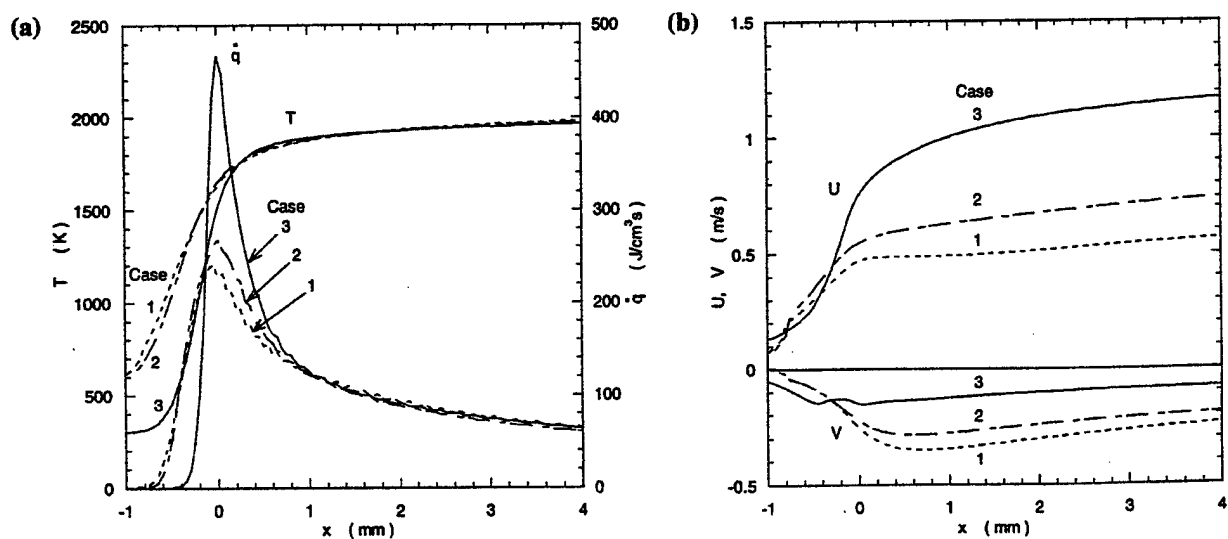 (a)
2500
2000
1500
1000
500
0
T (K)
-1 0 1 2 3 4
x (mm)
500
400
300
200
100
0
q̇ (J/cm³s)
q̇
T
Case
3
2
1
Case
1
2
3
(b)
1.5
1
0.5
0
-0.5
U, V (m/s)
-1 0 1 2 3 4
x (mm)
Case
3
U
2
1
3
2
V
1